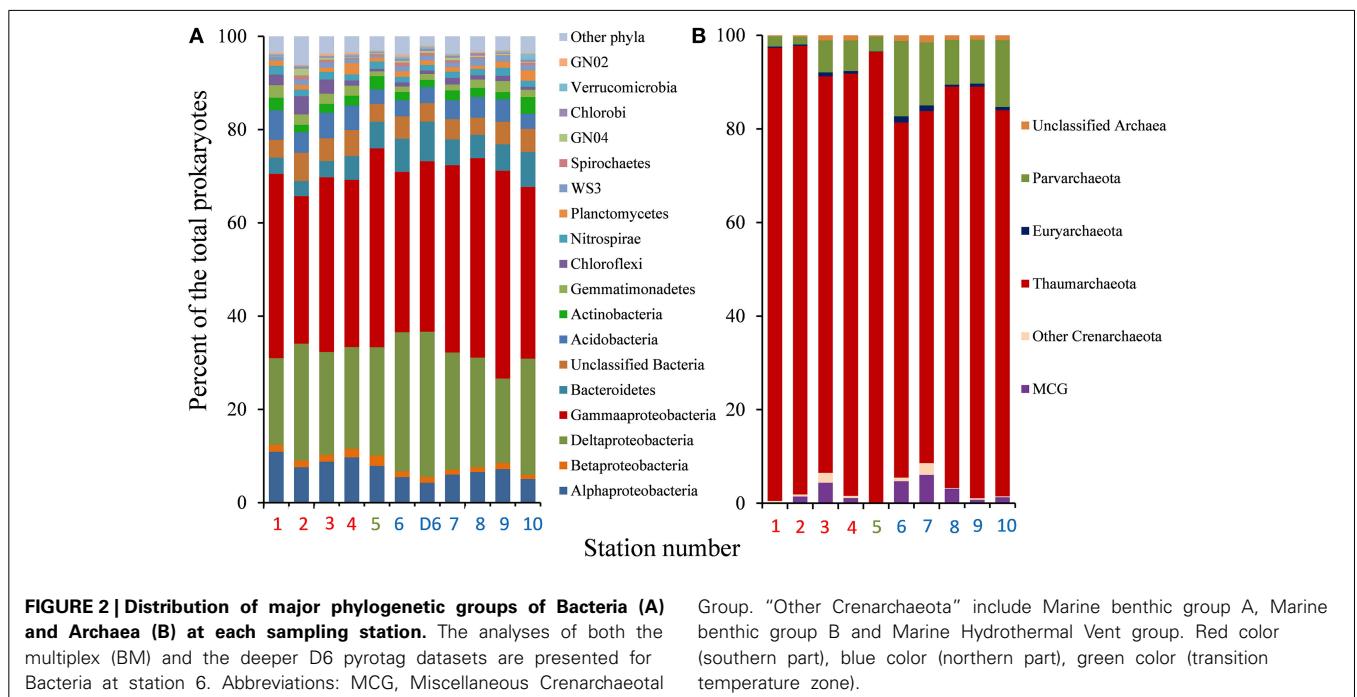 A
Percent of the total prokaryotes
100
80
60
40
20
0
1 2 3 4 5 6 D6 7 8 9 10
Other phyla
GN02
Verrucomicrobia
Chlorobi
GN04
Spirochaetes
WS3
Planctomycetes
Nitrospirae
Chloroflexi
Gemmatimonadetes
Actinobacteria
Acidobacteria
Unclassified Bacteria
Bacteroidetes
Gammaaproteobacteria
Deltaproteobacteria
Betaproteobacteria
Alphaproteobacteria
B
100
80
60
40
20
0
1 2 3 4 5 6 7 8 9 10
Unclassified Archaea
Parvarchaeota
Euryarchaeota
Thaumarchaeota
Other Crenarchaeota
MCG
Station number
FIGURE 2 | Distribution of major phylogenetic groups of Bacteria (A)
and Archaea (B) at each sampling station. The analyses of both the
multiplex (BM) and the deeper D6 pyrotag datasets are presented for
Bacteria at station 6. Abbreviations: MCG, Miscellaneous Crenarchaeotal
Group. “Other Crenarchaeota” include Marine benthic group A, Marine
benthic group B and Marine Hydrothermal Vent group. Red color
(southern part), blue color (northern part), green color (transition
temperature zone).